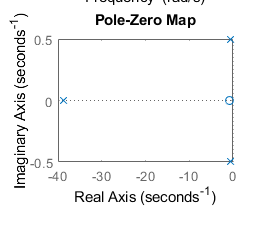 Frequency (rad/s)
Pole-Zero Map
Imaginary Axis (seconds⁻¹)
0.5
0
-0.5
-40 -30 -20 -10 0
Real Axis (seconds⁻¹)